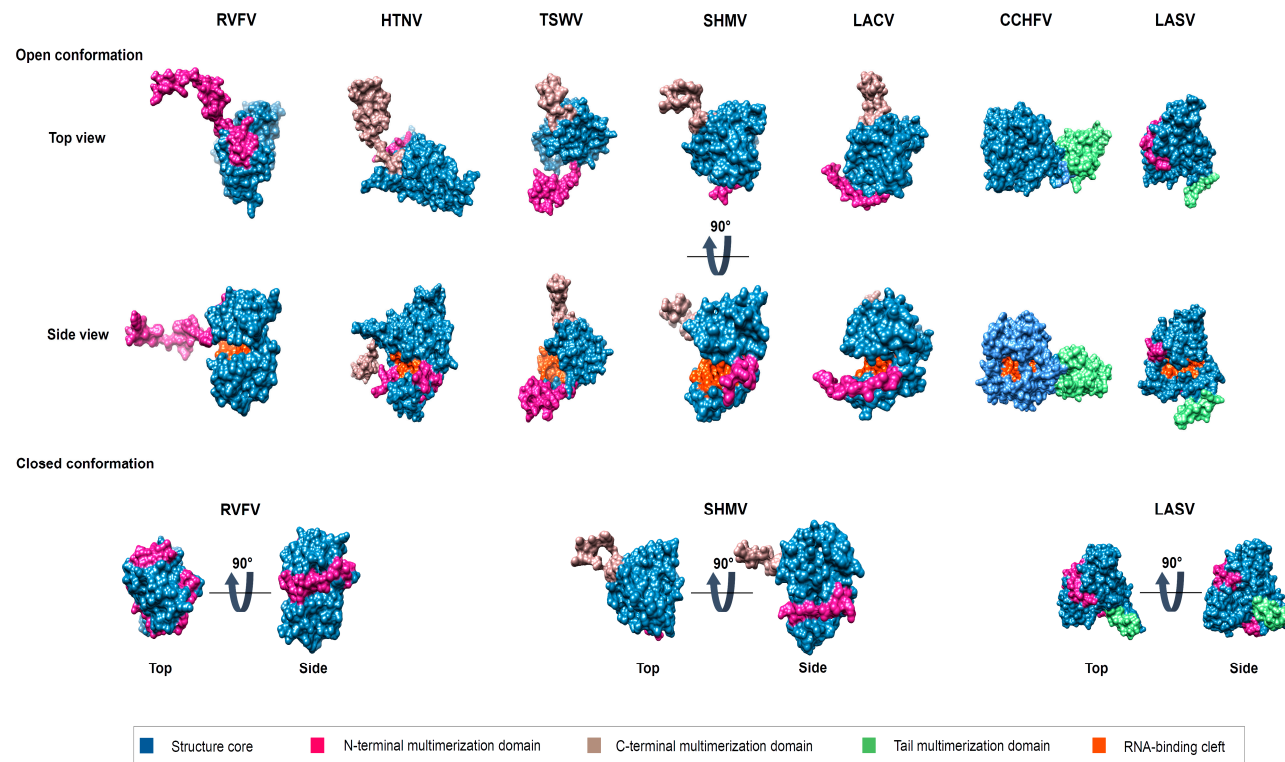 RVFV HTNV TSWV SHMV LACV CCHFV LASV
Open conformation
Top view
90°
Side view
Closed conformation
RVFV SHMV LASV
90° 90° 90°
Top Side Top Side Top Side
Structure core N-terminal multimerization domain C-terminal multimerization domain Tail multimerization domain RNA-binding cleft